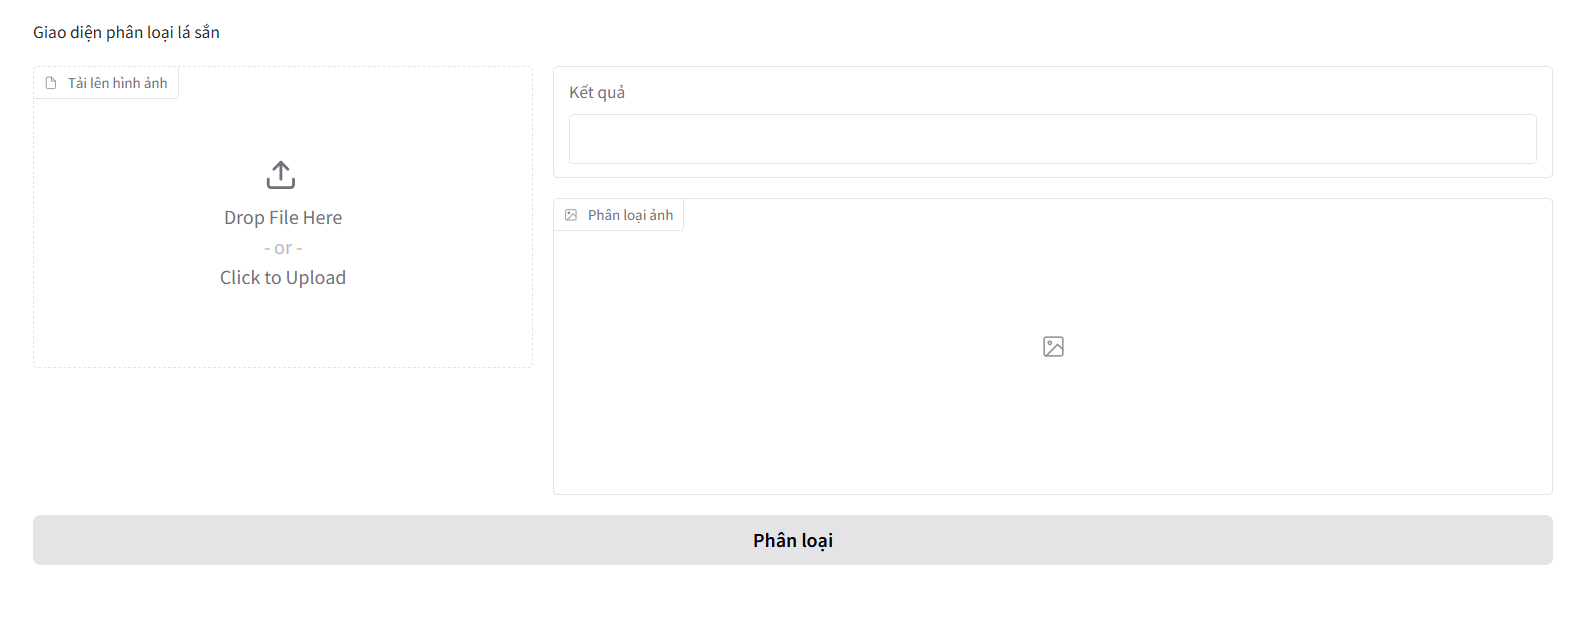 Giao diện phân loại lá sắn
Tải lên hình ảnh
Drop File Here
- or -
Click to Upload
Kết quả
Phân loại ảnh
Phân loại